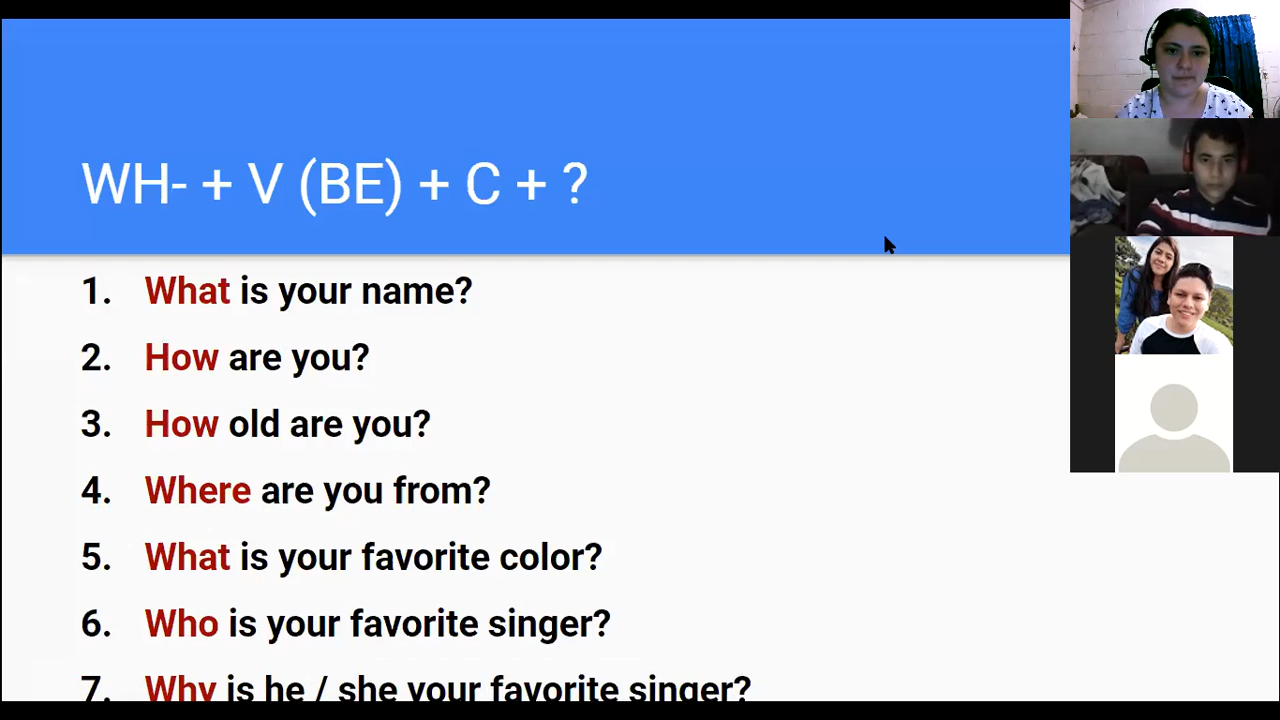 WH- + V (BE) + C + ?
1. What is your name?
2. How are you?
3. How old are you?
4. Where are you from?
5. What is your favorite color?
6. Who is your favorite singer?
7. Why is he / she your favorite singer?